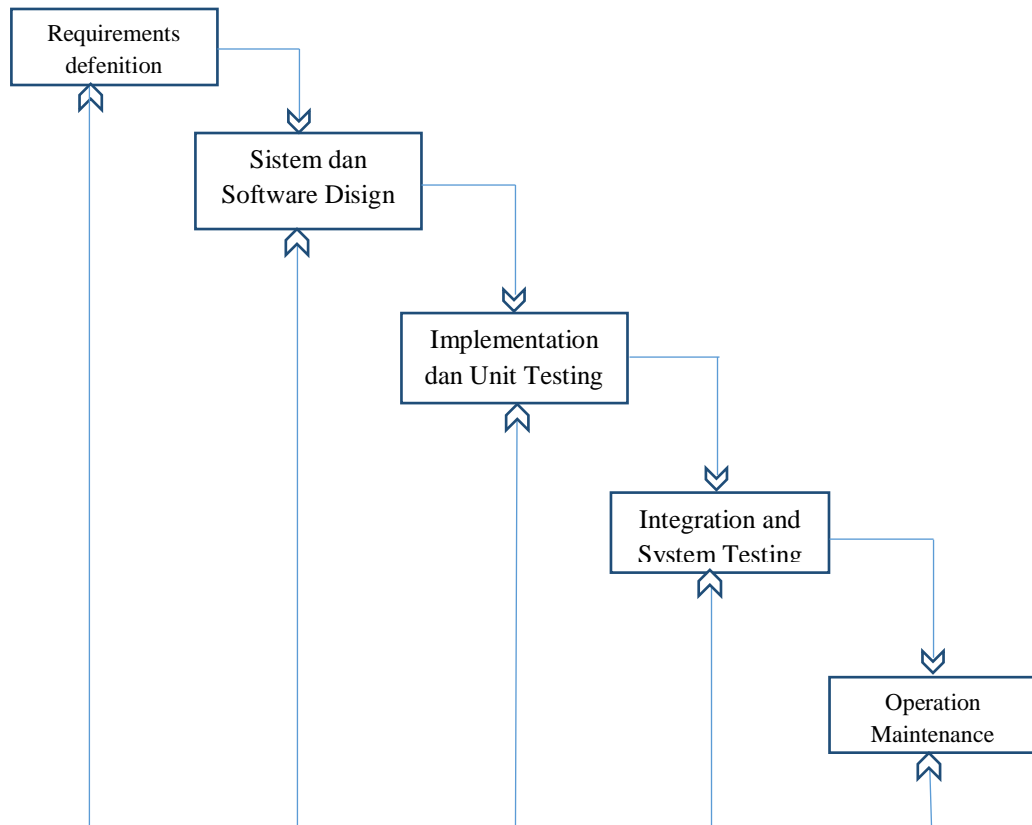 Requirements
defenition
Sistem dan
Software Disign
Implementation
dan Unit Testing
Integration and
System Testing
Operation
Maintenance